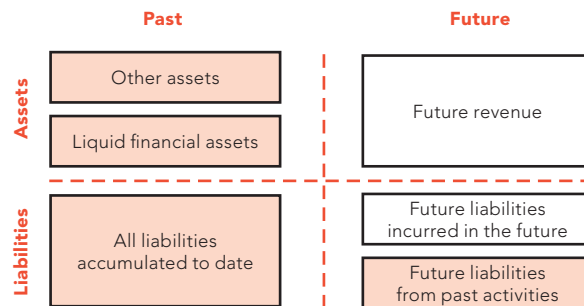 Past
Future
Assets
Other assets
Liquid financial assets
Future revenue
Liabilities
All liabilities
accumulated to date
Future liabilities
incurred in the future
Future liabilities
from past activities